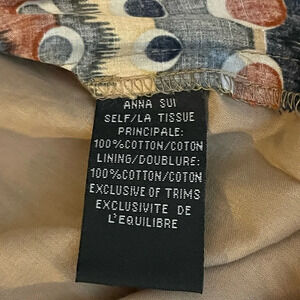 ANNA SUI
SELF/LA TISSUE
PRINCIPALE:
100%COTTON/COTON
LINING/DOUBLURE:
100%COTTON/COTON
EXCLUSIVE OF TRIMS
EXCLUSIVITE DE
L'EQUILIBRE